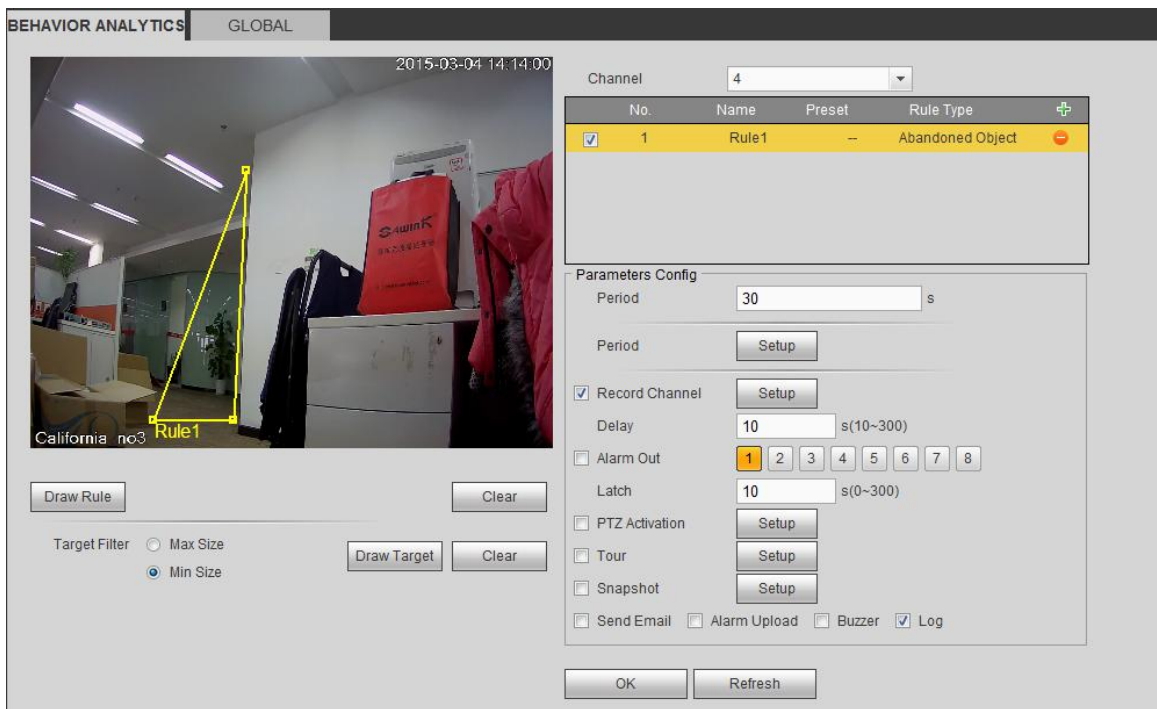 BEHAVIOR ANALYTICS
GLOBAL
2015-03-04 14:14:00
SawinK
California no3
Rule1
Draw Rule
Clear
Target Filter
Max Size
Min Size
Draw Target
Clear
Channel 4
No. Name Preset Rule Type
1 Rule1 -- Abandoned Object
Parameters Config
Period 30 s
Period Setup
Record Channel Setup
Delay 10 s(10~300)
Alarm Out 1 2 3 4 5 6 7 8
Latch 10 s(0~300)
PTZ Activation Setup
Tour Setup
Snapshot Setup
Send Email Alarm Upload Buzzer Log
OK Refresh